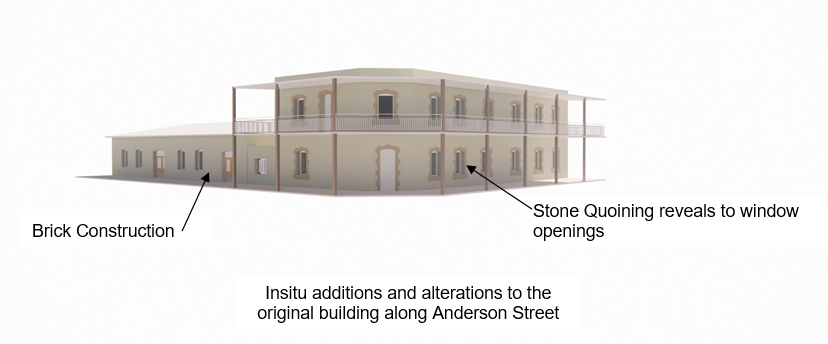 Brick Construction
Stone Quoining reveals to window
openings
Insitu additions and alterations to the
original building along Anderson Street